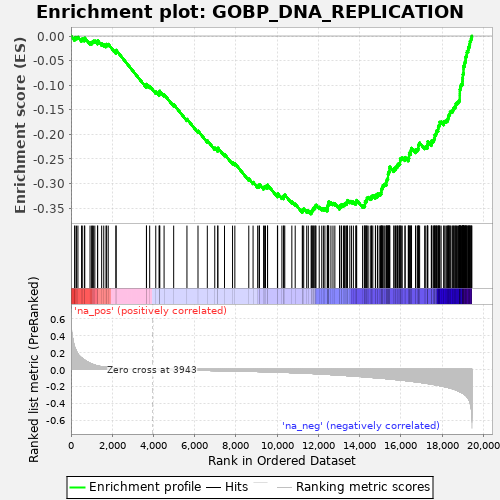 Enrichment plot: GOBP_DNA_REPLICATION
Enrichment score (ES)
0.00
-0.05
-0.10
-0.15
-0.20
-0.25
-0.30
-0.35
Ranked list metric (PreRanked)
0.6
0.4
0.2
0.0
-0.2
-0.4
-0.6
'na_pos' (positively correlated)
Zero cross at 3943
'na_neg' (negatively correlated)
0
2,000
4,000
6,000
8,000
10,000
12,000
14,000
16,000
18,000
20,000
Rank in Ordered Dataset
Enrichment profile
Hits
Ranking metric scores